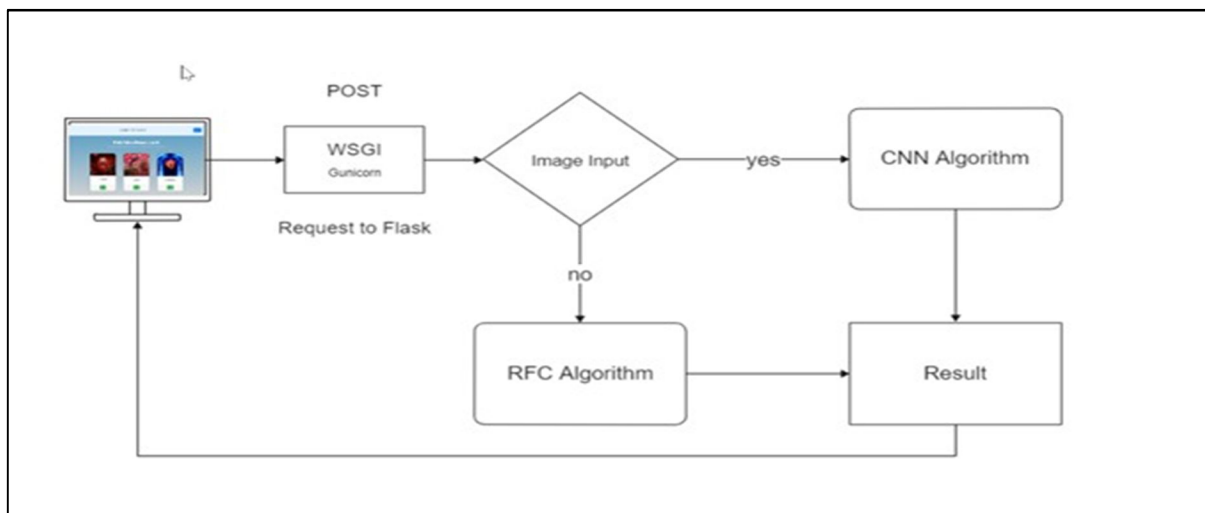 POST
WSGI
Gunicorn
Request to Flask
Image Input
yes
CNN Algorithm
no
RFC Algorithm
Result